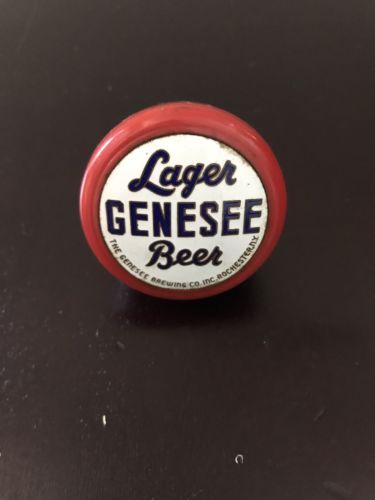 Lager
GENESEE
Beer
THE GENESEE BREWING CO. INC. ROCHESTER, N.Y.